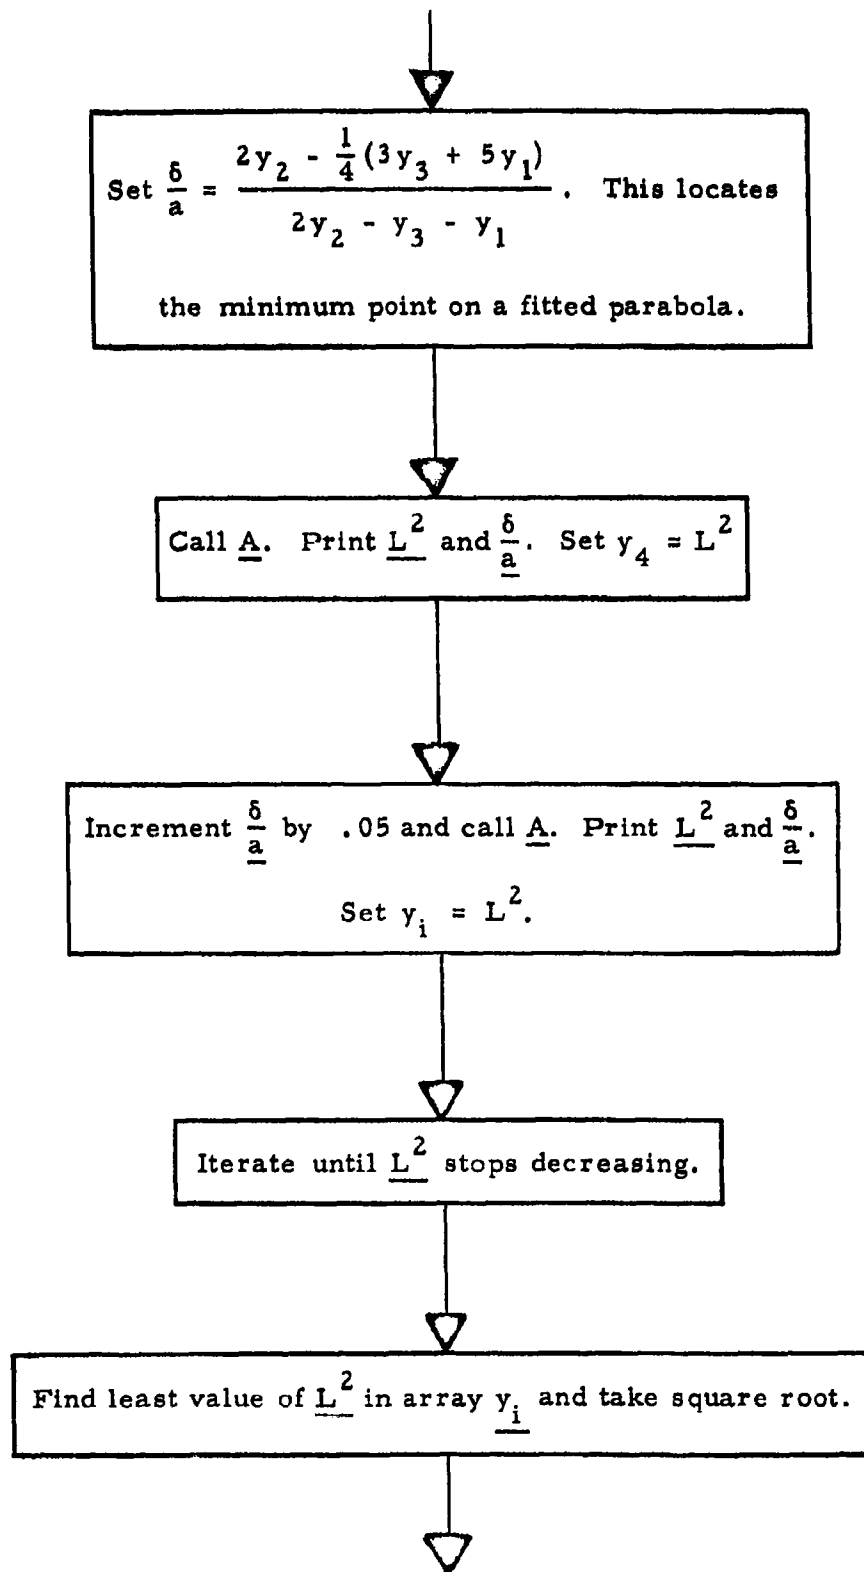 Set δ/a = (2y₂ - 1/4 (3y₃ + 5y₁)) / (2y₂ - y₃ - y₁). This locates
the minimum point on a fitted parabola.
Call A. Print L² and δ/a. Set y₄ = L²
Increment δ/a by .05 and call A. Print L² and δ/a.
Set yᵢ = L².
Iterate until L² stops decreasing.
Find least value of L² in array yᵢ and take square root.